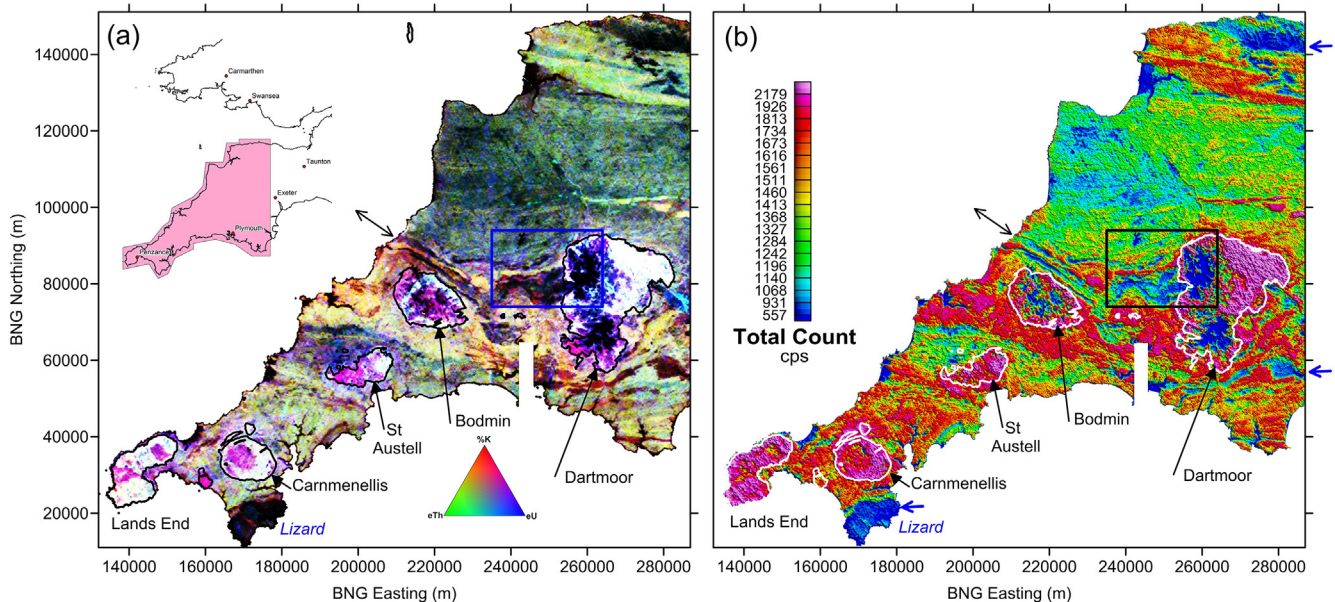 (a)
140000
120000
100000
80000
60000
40000
20000
BNG Northing (m)
Carmarthen
Swansea
Taunton
Exeter
Plymouth
Penzance
Bodmin
St
Austell
Dartmoor
Carnmenellis
Lands End
Lizard
%K
eTh
eU
140000 160000 180000 200000 220000 240000 260000 280000
BNG Easting (m)
(b)
2179
1926
1813
1734
1673
1616
1561
1511
1460
1413
1368
1327
1284
1242
1196
1140
1068
931
557
Total Count
cps
Bodmin
St
Austell
Dartmoor
Carnmenellis
Lands End
Lizard
140000 160000 180000 200000 220000 240000 260000 280000
BNG Easting (m)